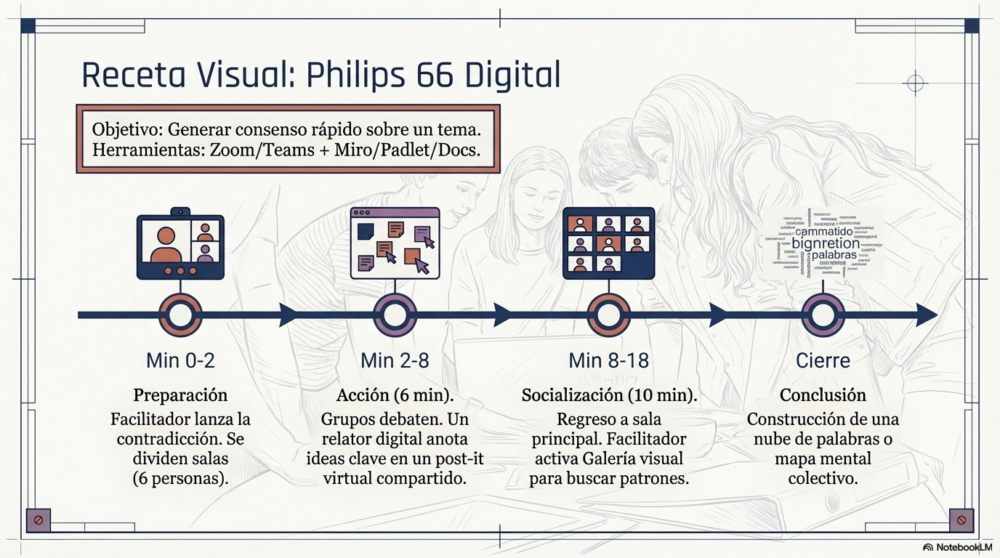 Receta Visual: Philips 66 Digital
Objetivo: Generar consenso rápido sobre un tema.
Herramientas: Zoom/Teams + Miro/Padlet/Docs.
cammatido
bignretion
palabras
Min 0-2
Preparación
Facilitador lanza la
contradicción. Se
dividen salas
(6 personas).
Min 2-8
Acción (6 min).
Grupos debaten. Un
relator digital anota
ideas clave en un post-it
virtual compartido.
Min 8-18
Socialización (10 min).
Regreso a sala
principal. Facilitador
activa Galería visual
para buscar patrones.
Cierre
Conclusión
Construcción de una
nube de palabras o
mapa mental
colectivo.
NotebookLM